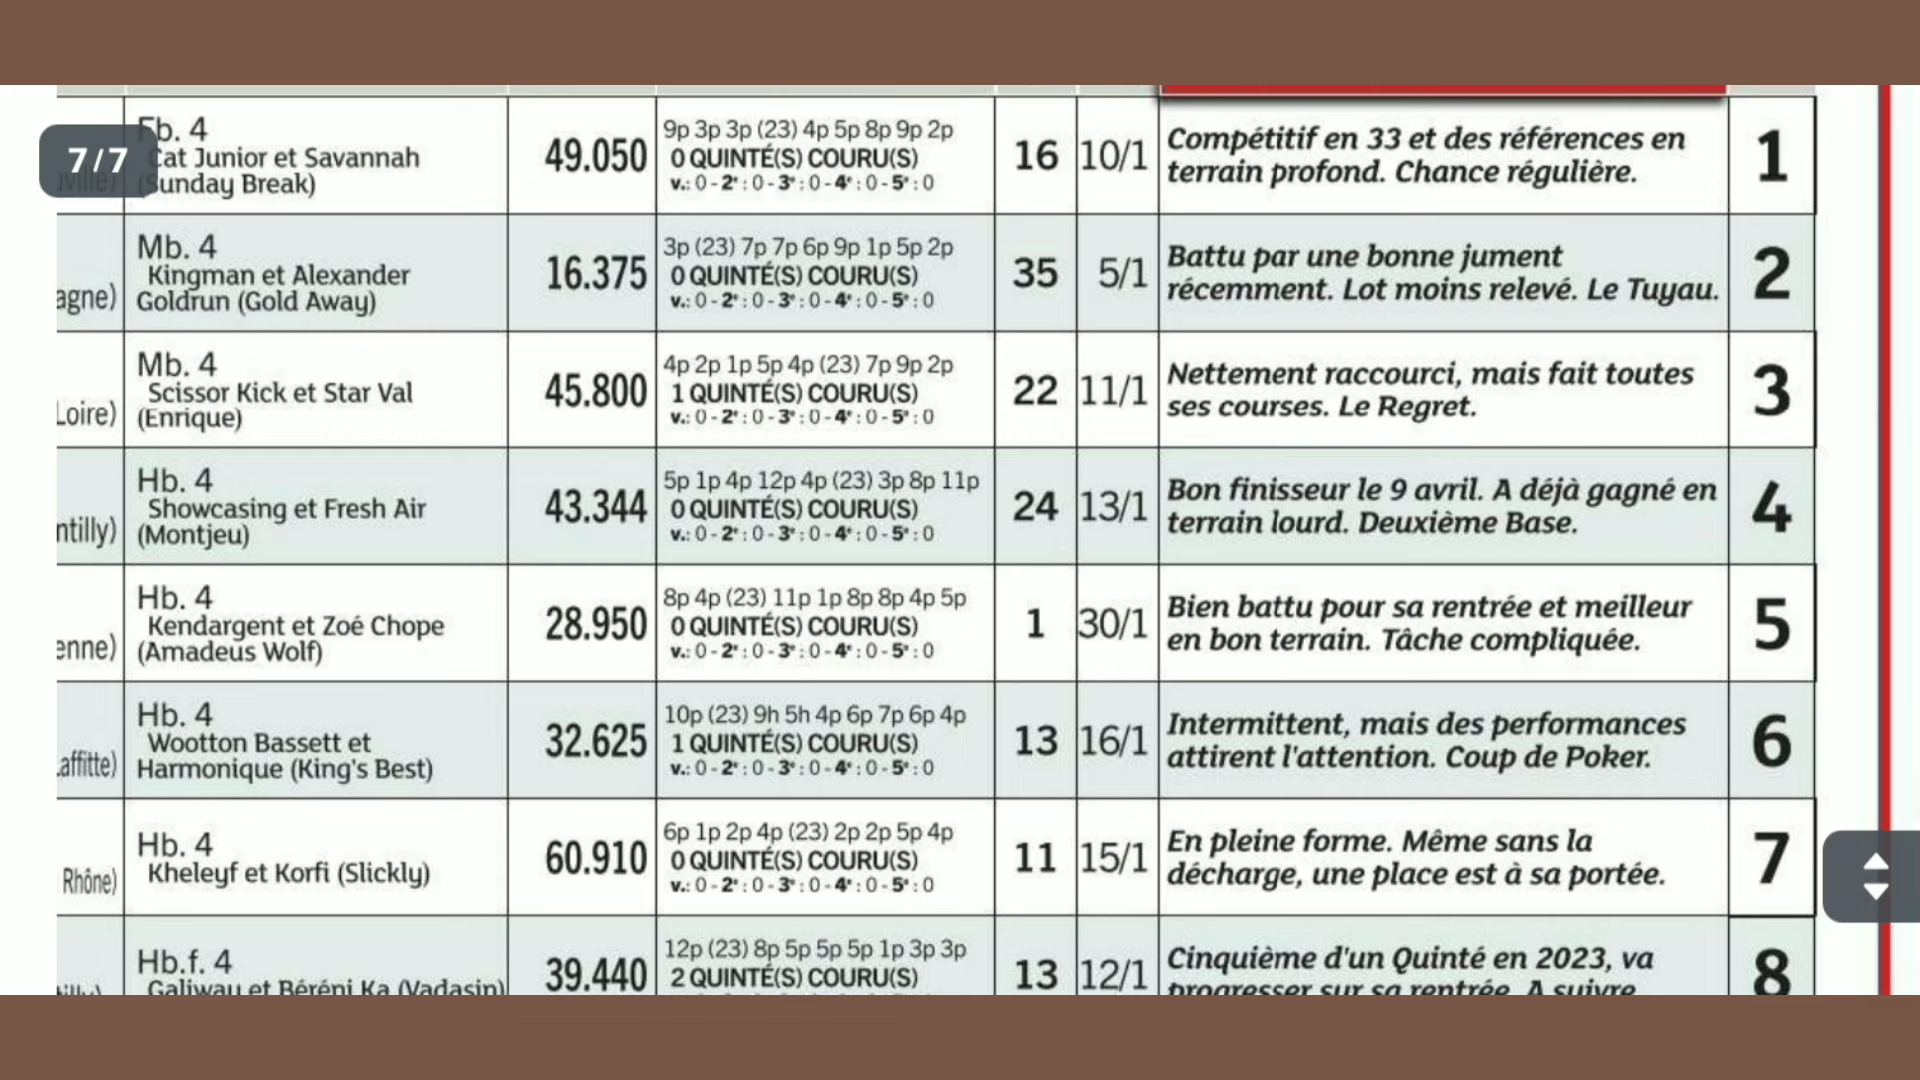 7/7
Fb. 4
Cat Junior et Savannah
(Sunday Break)
49.050
9p 3p 3p (23) 4p 5p 8p 9p 2p
0 QUINTÉ(S) COURU(S)
v.: 0 - 2e : 0 - 3e : 0 - 4e : 0 - 5e : 0
16
10/1
Compétitif en 33 et des références en
terrain profond. Chance régulière.
1
agne)
Mb. 4
Kingman et Alexander
Goldrun (Gold Away)
16.375
3p (23) 7p 7p 6p 9p 1p 5p 2p
0 QUINTÉ(S) COURU(S)
v.: 0 - 2e : 0 - 3e : 0 - 4e : 0 - 5e : 0
35
5/1
Battu par une bonne jument
récemment. Lot moins relevé. Le Tuyau.
2
Loire)
Mb. 4
Scissor Kick et Star Val
(Enrique)
45.800
4p 2p 1p 5p 4p (23) 7p 9p 2p
1 QUINTÉ(S) COURU(S)
v.: 0 - 2e : 0 - 3e : 0 - 4e : 0 - 5e : 0
22
11/1
Nettement raccourci, mais fait toutes
ses courses. Le Regret.
3
ntilly)
Hb. 4
Showcasing et Fresh Air
(Montjeu)
43.344
5p 1p 4p 12p 4p (23) 3p 8p 11p
0 QUINTÉ(S) COURU(S)
v.: 0 - 2e : 0 - 3e : 0 - 4e : 0 - 5e : 0
24
13/1
Bon finisseur le 9 avril. A déjà gagné en
terrain lourd. Deuxième Base.
4
enne)
Hb. 4
Kendargent et Zoé Chope
(Amadeus Wolf)
28.950
8p 4p (23) 11p 1p 8p 8p 4p 5p
0 QUINTÉ(S) COURU(S)
v.: 0 - 2e : 0 - 3e : 0 - 4e : 0 - 5e : 0
1
30/1
Bien battu pour sa rentrée et meilleur
en bon terrain. Tâche compliquée.
5
affitte)
Hb. 4
Wootton Bassett et
Harmonique (King's Best)
32.625
10p (23) 9h 5h 4p 6p 7p 6p 4p
1 QUINTÉ(S) COURU(S)
v.: 0 - 2e : 0 - 3e : 0 - 4e : 0 - 5e : 0
13
16/1
Intermittent, mais des performances
attirent l'attention. Coup de Poker.
6
Rhône)
Hb. 4
Kheleyf et Korfi (Slickly)
60.910
6p 1p 2p 4p (23) 2p 2p 5p 4p
0 QUINTÉ(S) COURU(S)
v.: 0 - 2e : 0 - 3e : 0 - 4e : 0 - 5e : 0
11
15/1
En pleine forme. Même sans la
décharge, une place est à sa portée.
7
Hb.f. 4
Galiway et Béréni Ka (Vadasin)
39.440
12p (23) 8p 5p 5p 5p 1p 3p 3p
2 QUINTÉ(S) COURU(S)
13
12/1
Cinquième d'un Quinté en 2023, va
progresser sur sa rentrée. A suivre
8